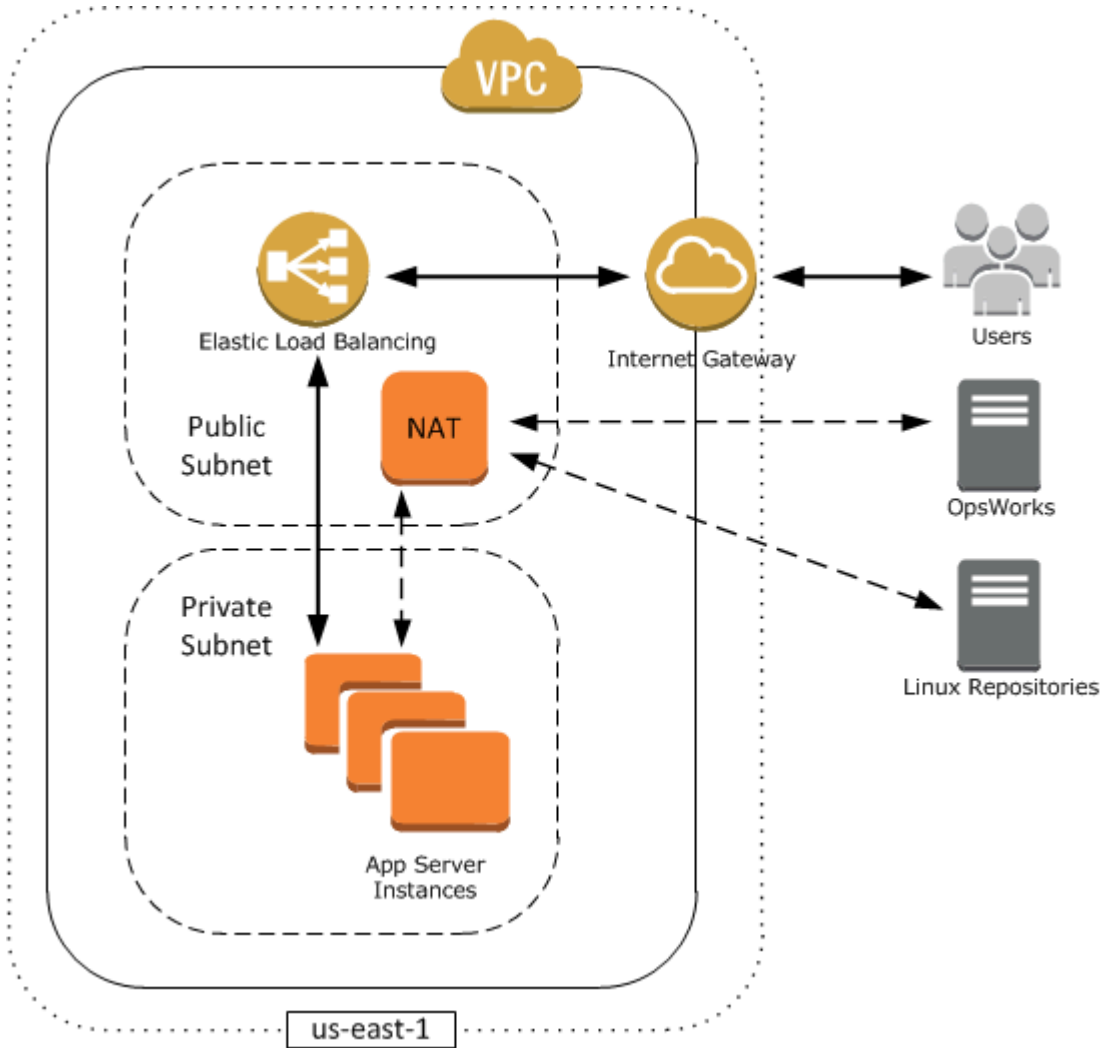 VPC
Elastic Load Balancing
Internet Gateway
Users
Public
Subnet
NAT
OpsWorks
Private
Subnet
Linux Repositories
App Server
Instances
us-east-1